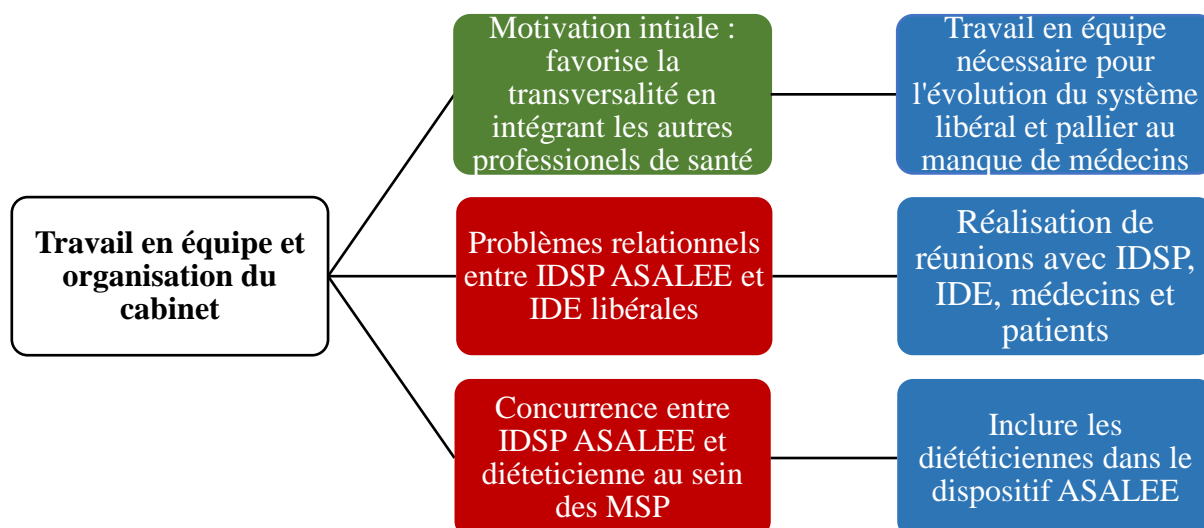 Travail en équipe et
organisation du
cabinet
Motivation intiale :
favorise la
transversalité en
intégrant les autres
professionels de santé
Travail en équipe
nécessaire pour
l'évolution du système
libéral et pallier au
manque de médecins
Problèmes relationnels
entre IDSP ASALEE et
IDE libérales
Réalisation de
réunions avec IDSP,
IDE, médecins et
patients
Concurrence entre
IDSP ASALEE et
diéteticienne au sein
des MSP
Inclure les
diététiciennes dans le
dispositif ASALEE